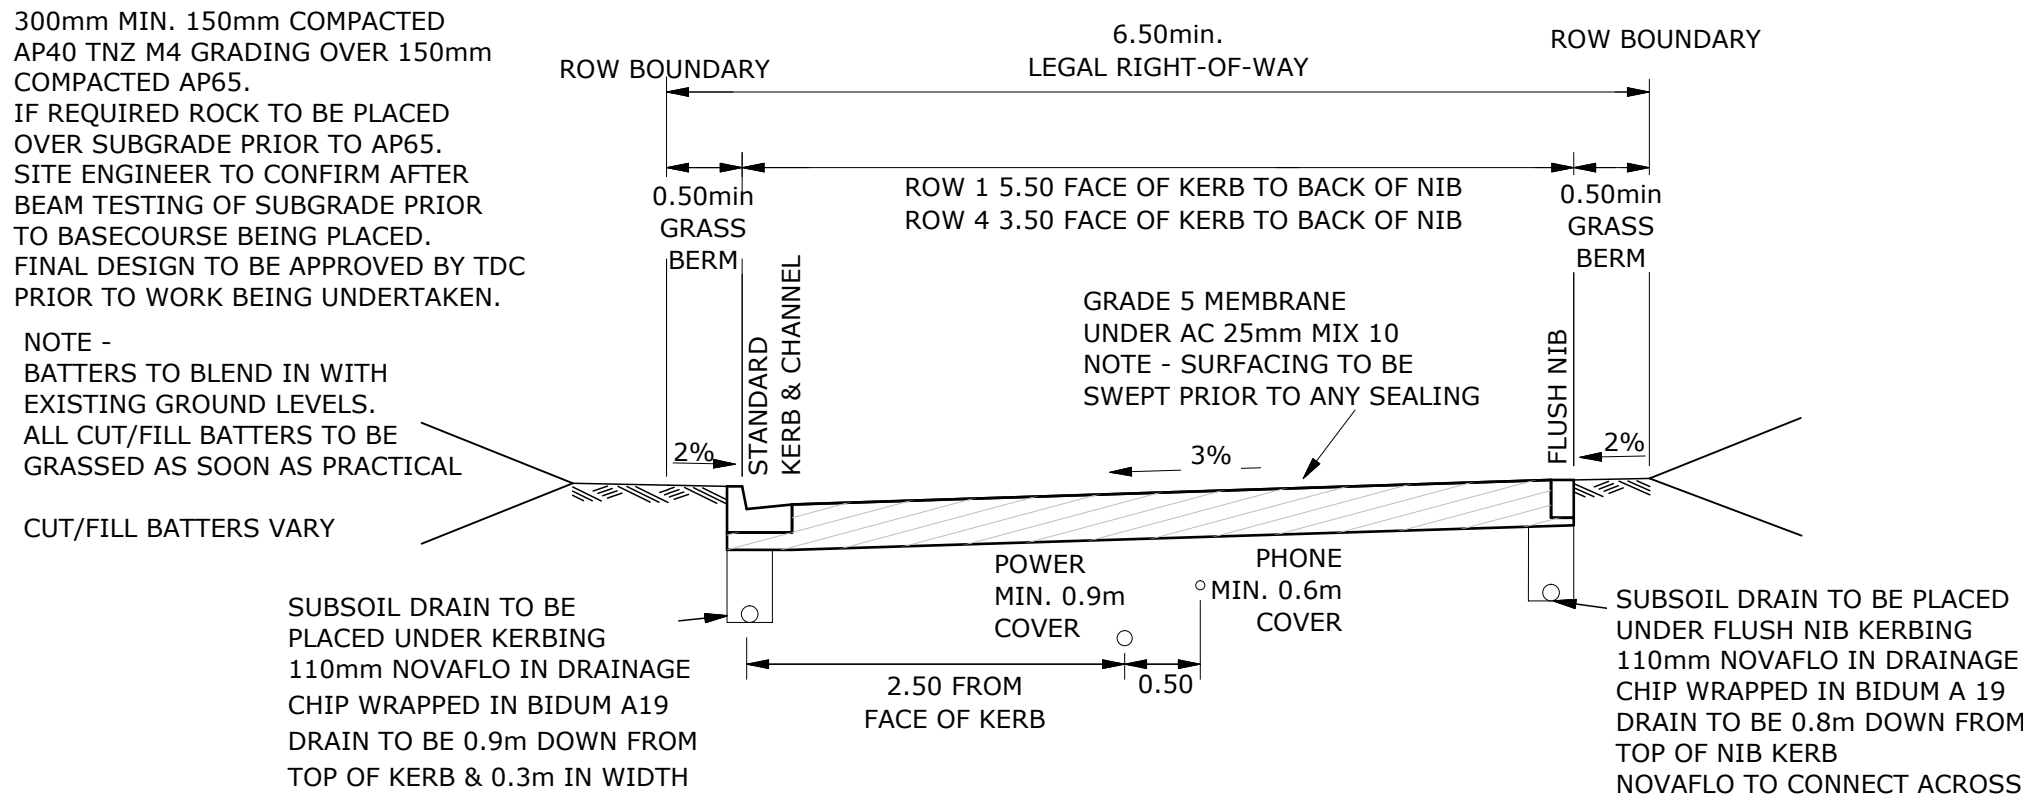 300mm MIN. 150mm COMPACTED
AP40 TNZ M4 GRADING OVER 150mm
COMPACTED AP65.
IF REQUIRED ROCK TO BE PLACED
OVER SUBGRADE PRIOR TO AP65.
SITE ENGINEER TO CONFIRM AFTER
BEAM TESTING OF SUBGRADE PRIOR
TO BASECOURSE BEING PLACED.
FINAL DESIGN TO BE APPROVED BY TDC
PRIOR TO WORK BEING UNDERTAKEN.
NOTE -
BATTERS TO BLEND IN WITH
EXISTING GROUND LEVELS.
ALL CUT/FILL BATTERS TO BE
GRASSED AS SOON AS PRACTICAL
CUT/FILL BATTERS VARY
ROW BOUNDARY
6.50min.
LEGAL RIGHT-OF-WAY
ROW BOUNDARY
0.50min
GRASS
BERM
ROW 1 5.50 FACE OF KERB TO BACK OF NIB
ROW 4 3.50 FACE OF KERB TO BACK OF NIB
0.50min
GRASS
BERM
STANDARD
KERB & CHANNEL
GRADE 5 MEMBRANE
UNDER AC 25mm MIX 10
NOTE - SURFACING TO BE
SWEPT PRIOR TO ANY SEALING
FLUSH NIB
2%
3%
2%
POWER
MIN. 0.9m
COVER
PHONE
MIN. 0.6m
COVER
2.50 FROM
FACE OF KERB
0.50
SUBSOIL DRAIN TO BE
PLACED UNDER KERBING
110mm NOVAFLO IN DRAINAGE
CHIP WRAPPED IN BIDUM A19
DRAIN TO BE 0.9m DOWN FROM
TOP OF KERB & 0.3m IN WIDTH
SUBSOIL DRAIN TO BE PLACED
UNDER FLUSH NIB KERBING
110mm NOVAFLO IN DRAINAGE
CHIP WRAPPED IN BIDUM A 19
DRAIN TO BE 0.8m DOWN FROM
TOP OF NIB KERB
NOVAFLO TO CONNECT ACROSS